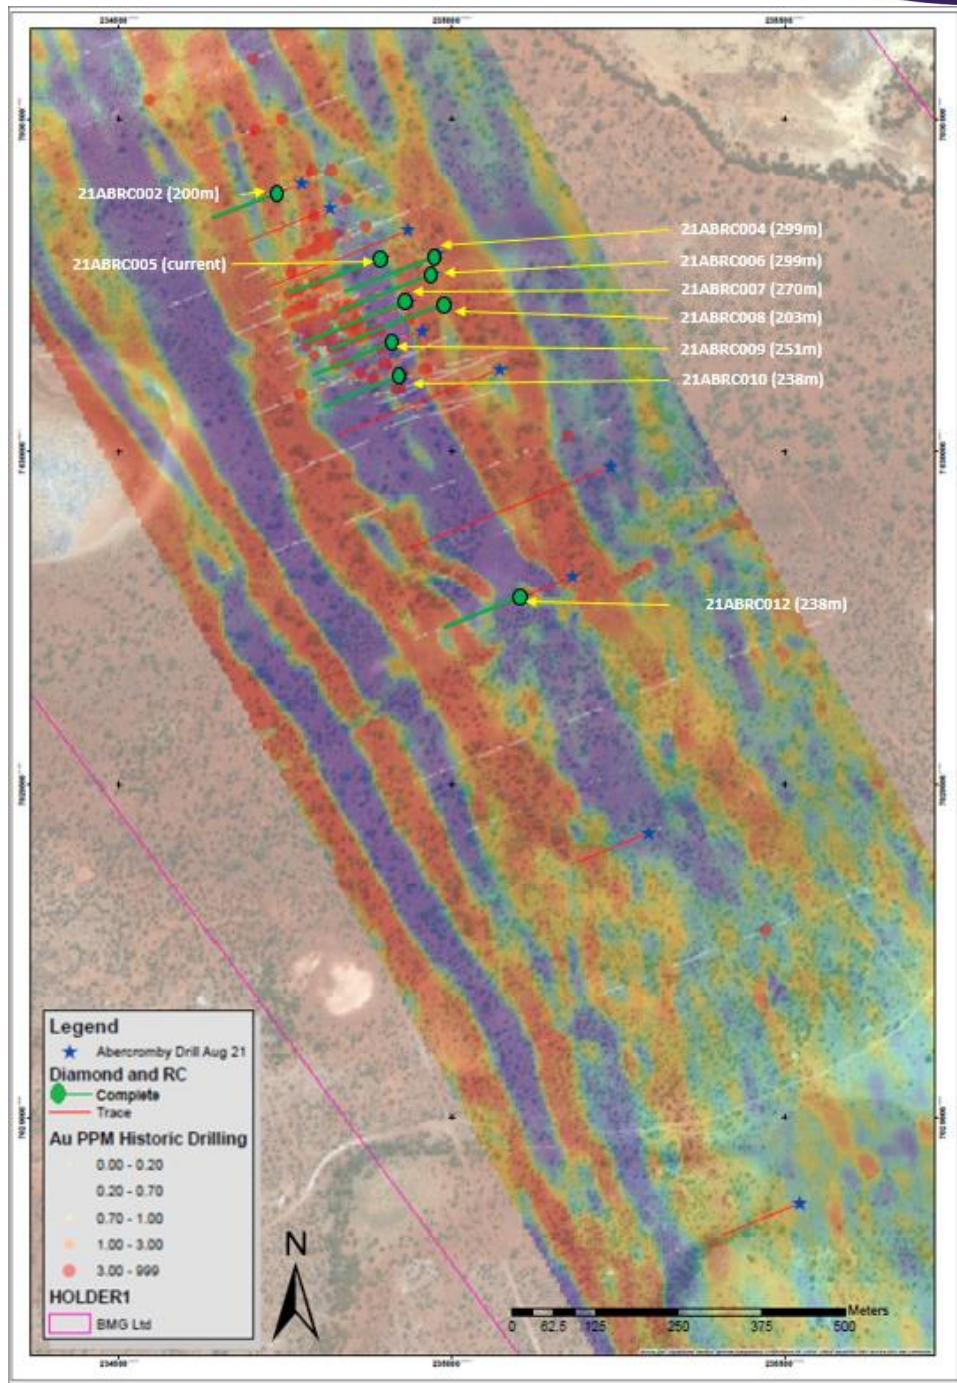 21ABRC002 (200m)
21ABRC004 (299m)
21ABRC005 (current)
21ABRC006 (299m)
21ABRC007 (270m)
21ABRC008 (203m)
21ABRC009 (251m)
21ABRC010 (238m)
21ABRC012 (238m)
Legend
Abercromby Drill Aug 21
Diamond and RC
Complete
Trace
Au PPM Historic Drilling
0.00 - 0.20
0.20 - 0.70
0.70 - 1.00
1.00 - 3.00
3.00 - 999
HOLDER1
BMG Ltd
N
Meters
0 62.5 125 250 375 500